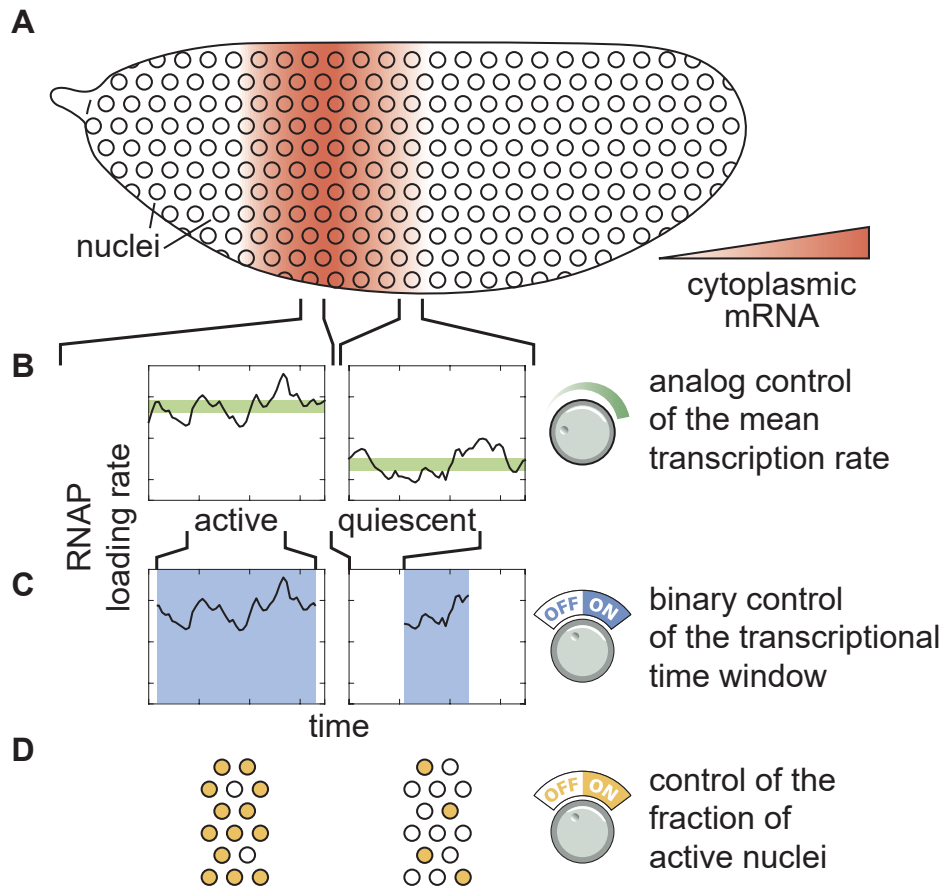 A
nuclei
cytoplasmic
mRNA
B
analog control
of the mean
transcription rate
RNAP
loading rate
active
quiescent
C
OFF
ON
binary control
of the transcriptional
time window
time
D
OFF
ON
control of the
fraction of
active nuclei